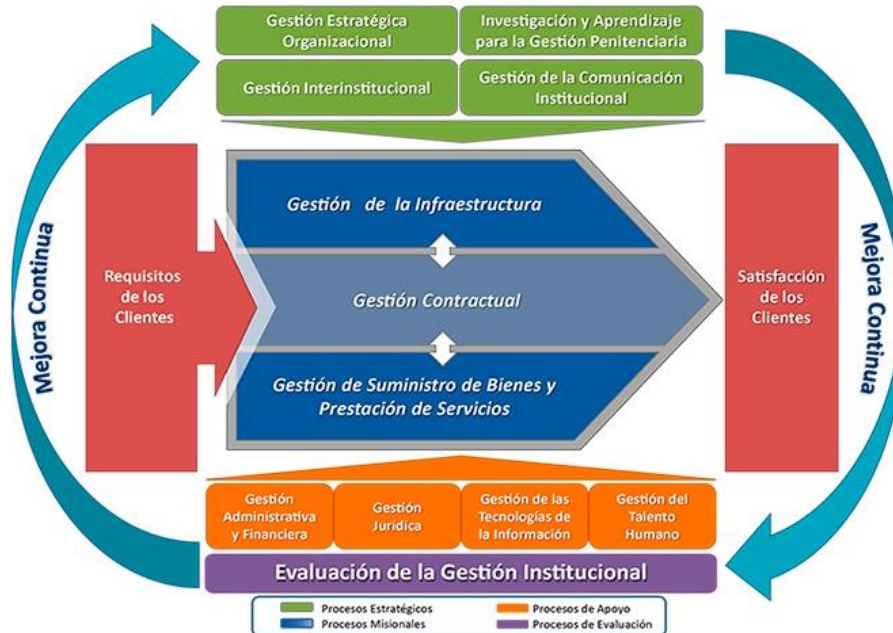 Gestión Estratégica
Organizacional
Investigación y Aprendizaje
para la Gestión Penitenciaria
Gestión Interinstitucional
Gestión de la Comunicación
Institucional
Mejora Continua
Requisitos
de los
Clientes
Gestión de la Infraestructura
Gestión Contractual
Gestión de Suministro de Bienes y
Prestación de Servicios
Satisfacción
de los
Clientes
Mejora Continua
Gestión
Administrativa
y Financiera
Gestión
Jurídica
Gestión de las
Tecnologías de
la Información
Gestión del
Talento
Humano
Evaluación de la Gestión Institucional
Procesos Estratégicos
Procesos de Apoyo
Procesos Misionales
Procesos de Evaluación